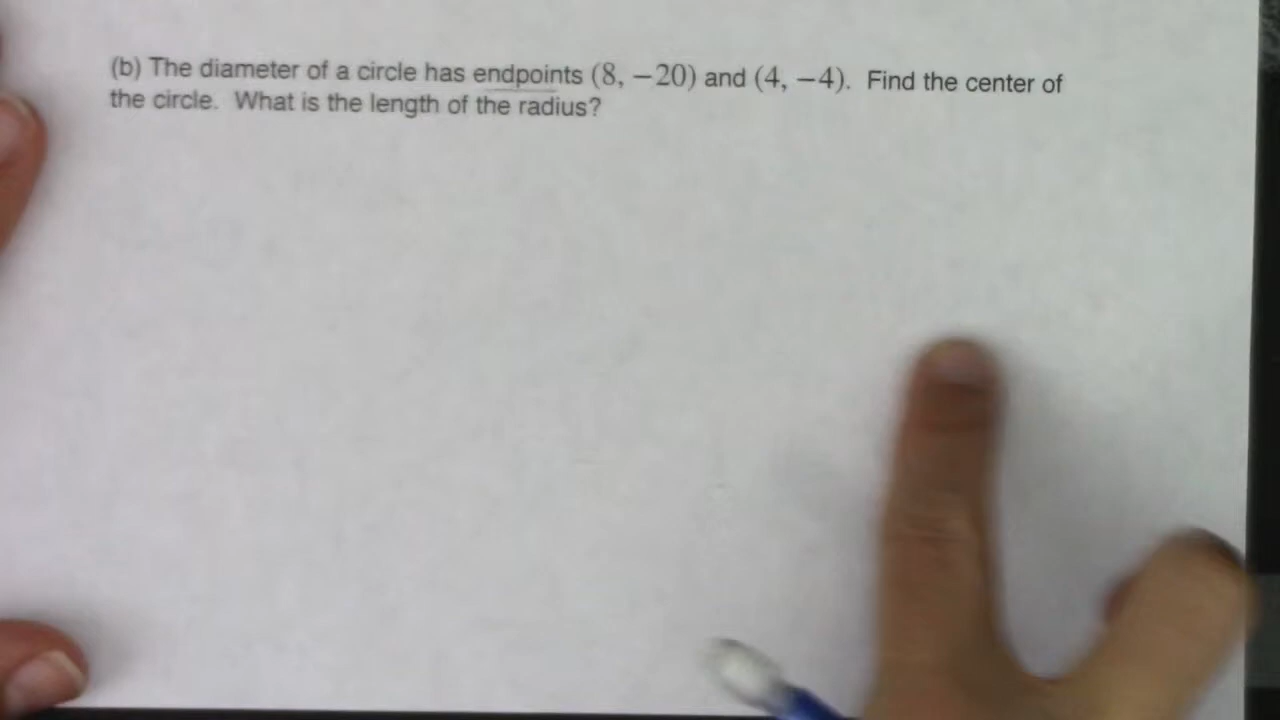 (b) The diameter of a circle has endpoints (8, −20) and (4, −4). Find the center of
the circle. What is the length of the radius?